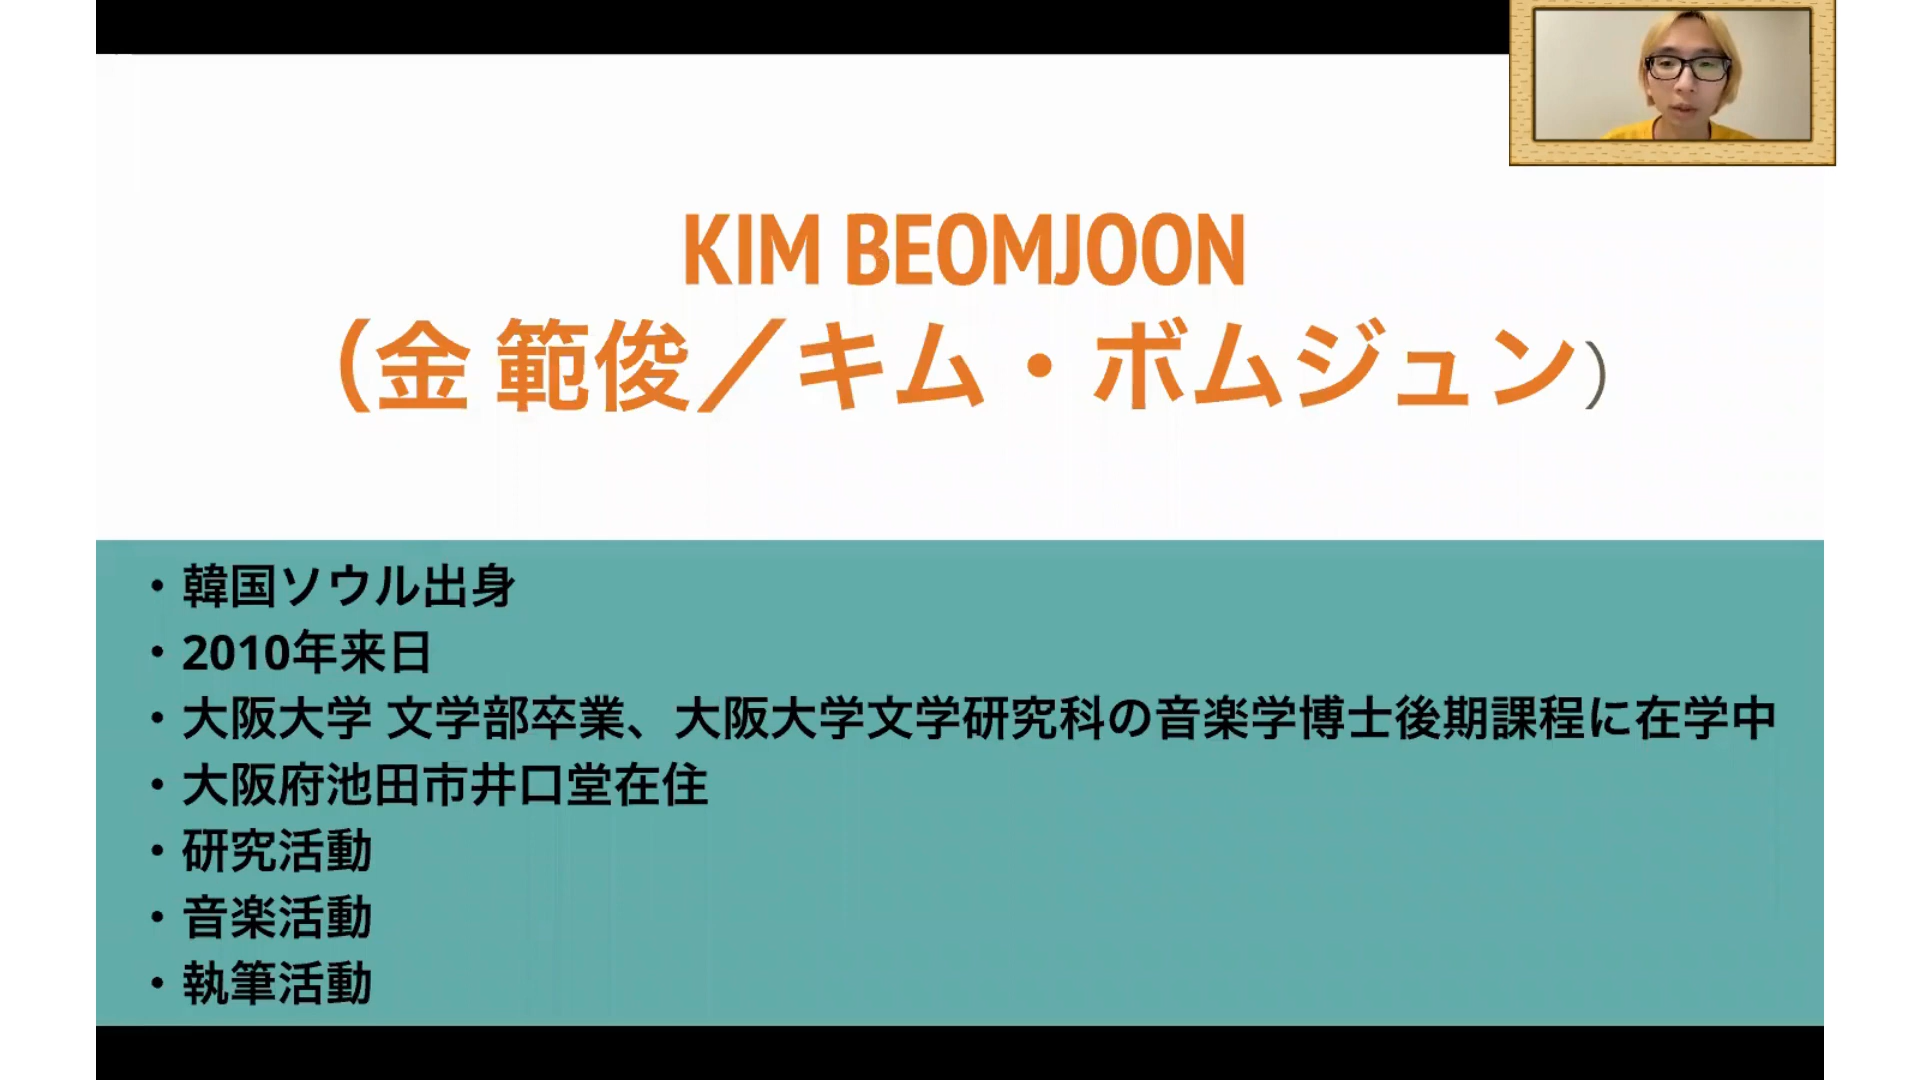 KIM BEOMJOON
（金 範俊／キム・ボムジュン）
・韓国ソウル出身
・2010年来日
・大阪大学 文学部卒業、大阪大学文学研究科の音楽学博士後期課程に在学中
・大阪府池田市井口堂在住
・研究活動
・音楽活動
・執筆活動